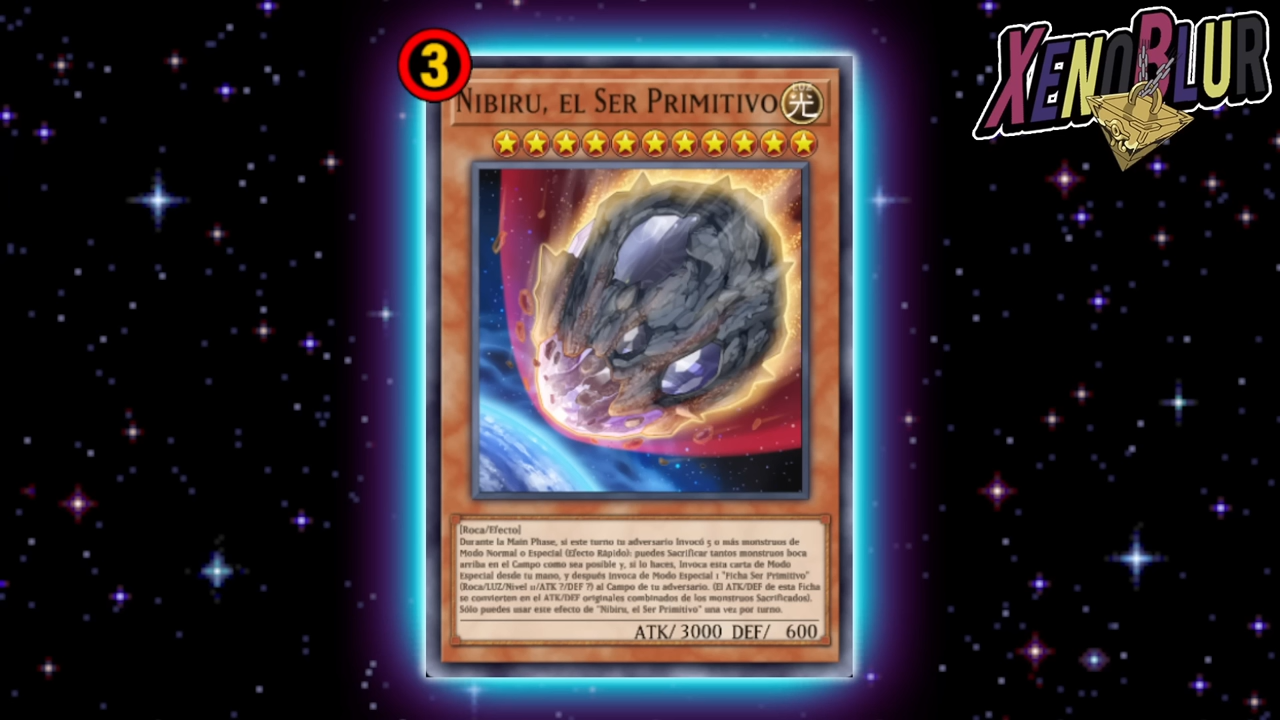 3
XENOBLUR
NIBIRU, EL SER PRIMITIVO
LUZ
光
[Roca/Efecto]
Durante la Main Phase, si este turno tu adversario Invocó 5 o más monstruos de
Modo Normal o Especial (Efecto Rápido): puedes Sacrificar tantos monstruos boca
arriba en el Campo como sea posible y, si lo haces, Invoca esta carta de Modo
Especial desde tu mano, y después Invoca de Modo Especial 1 "Ficha Ser Primitivo"
(Roca/LUZ/Nivel 11/ATK ?/DEF ?) al Campo de tu adversario. (El ATK/DEF de esta Ficha
se convierten en el ATK/DEF originales combinados de los monstruos Sacrificados).
Sólo puedes usar este efecto de "Nibiru, el Ser Primitivo" una vez por turno.
ATK/ 3000 DEF/ 600